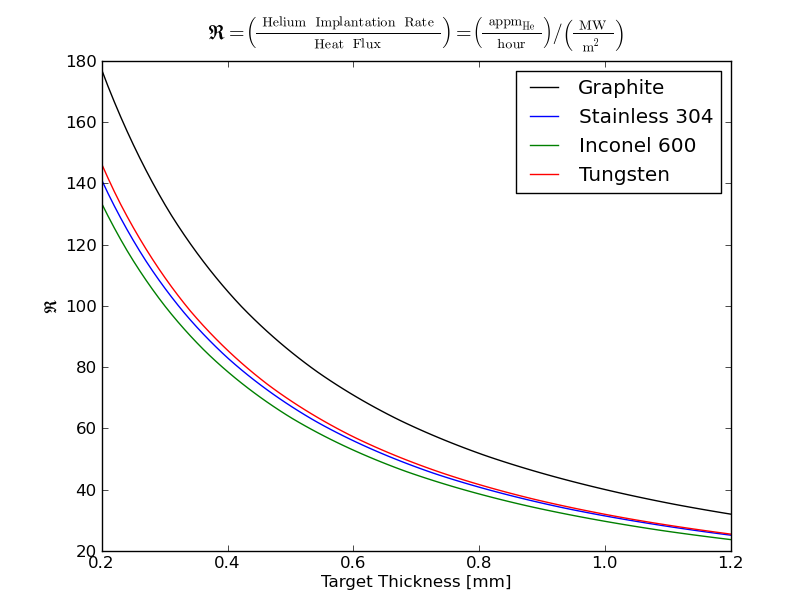 ℜ = ( Helium Implantation Rate / Heat Flux ) = ( appm_He / hour ) / ( MW / m² )
180
160
140
120
100
80
60
40
20
ℜ
Graphite
Stainless 304
Inconel 600
Tungsten
0.2 0.4 0.6 0.8 1.0 1.2
Target Thickness [mm]